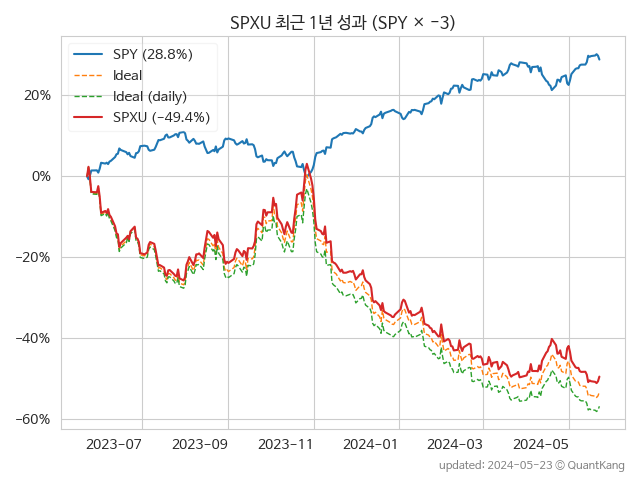 SPXU 최근 1년 성과 (SPY × −3)
SPY (28.8%)
Ideal
Ideal (daily)
SPXU (−49.4%)
20%
0%
−20%
−40%
−60%
2023−07
2023−09
2023−11
2024−01
2024−03
2024−05
updated: 2024−05−23 ⓒ QuantKang